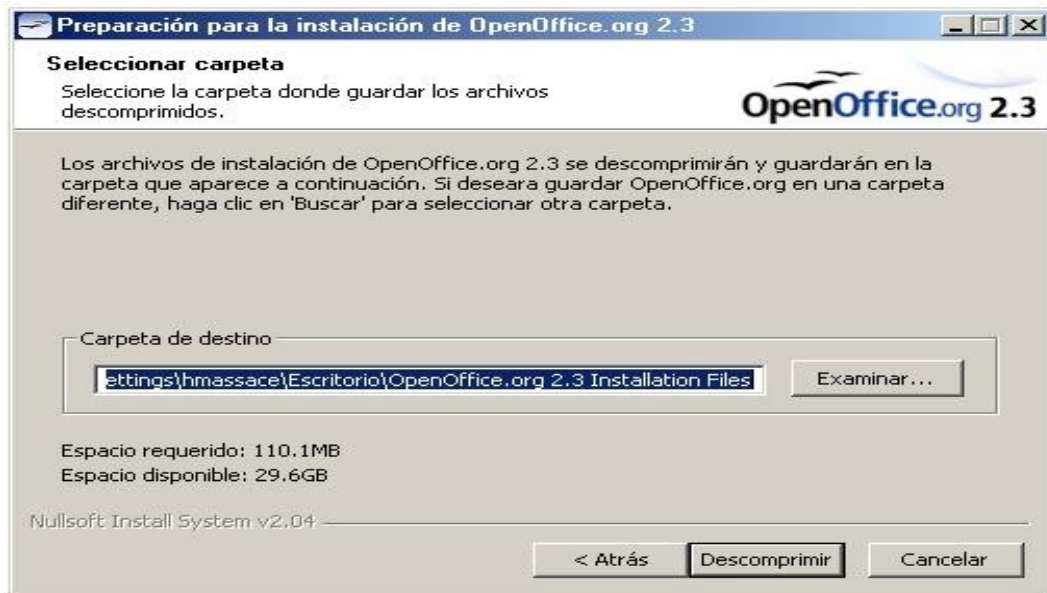 Preparación para la instalación de OpenOffice.org 2.3
Seleccionar carpeta
Seleccione la carpeta donde guardar los archivos
descomprimidos.
OpenOffice.org 2.3
Los archivos de instalación de OpenOffice.org 2.3 se descomprimirán y guardarán en la
carpeta que aparece a continuación. Si deseara guardar OpenOffice.org en una carpeta
diferente, haga clic en 'Buscar' para seleccionar otra carpeta.
Carpeta de destino
ettings\hmassace\Escritorio\OpenOffice.org 2.3 Installation Files
Examinar...
Espacio requerido: 110.1MB
Espacio disponible: 29.6GB
Nullsoft Install System v2.04
< Atrás
Descomprimir
Cancelar